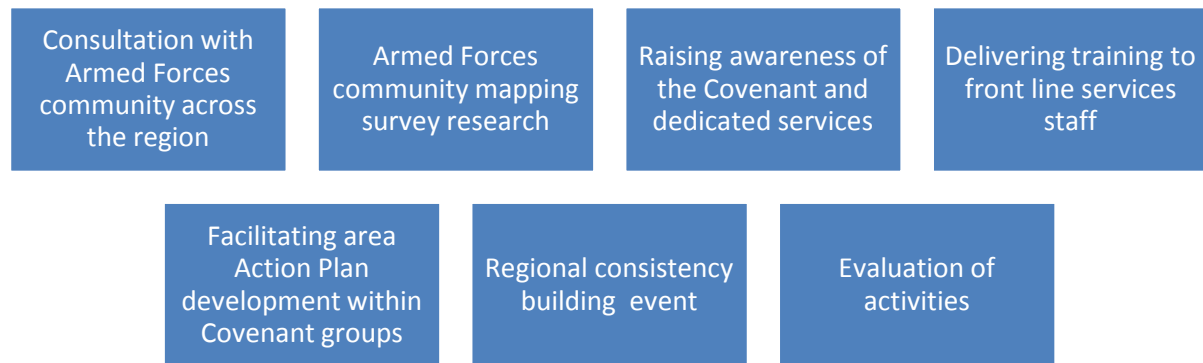 Consultation with
Armed Forces
community across
the region
Armed Forces
community mapping
survey research
Raising awareness of
the Covenant and
dedicated services
Delivering training to
front line services
staff
Facilitating area
Action Plan
development within
Covenant groups
Regional consistency
building event
Evaluation of
activities